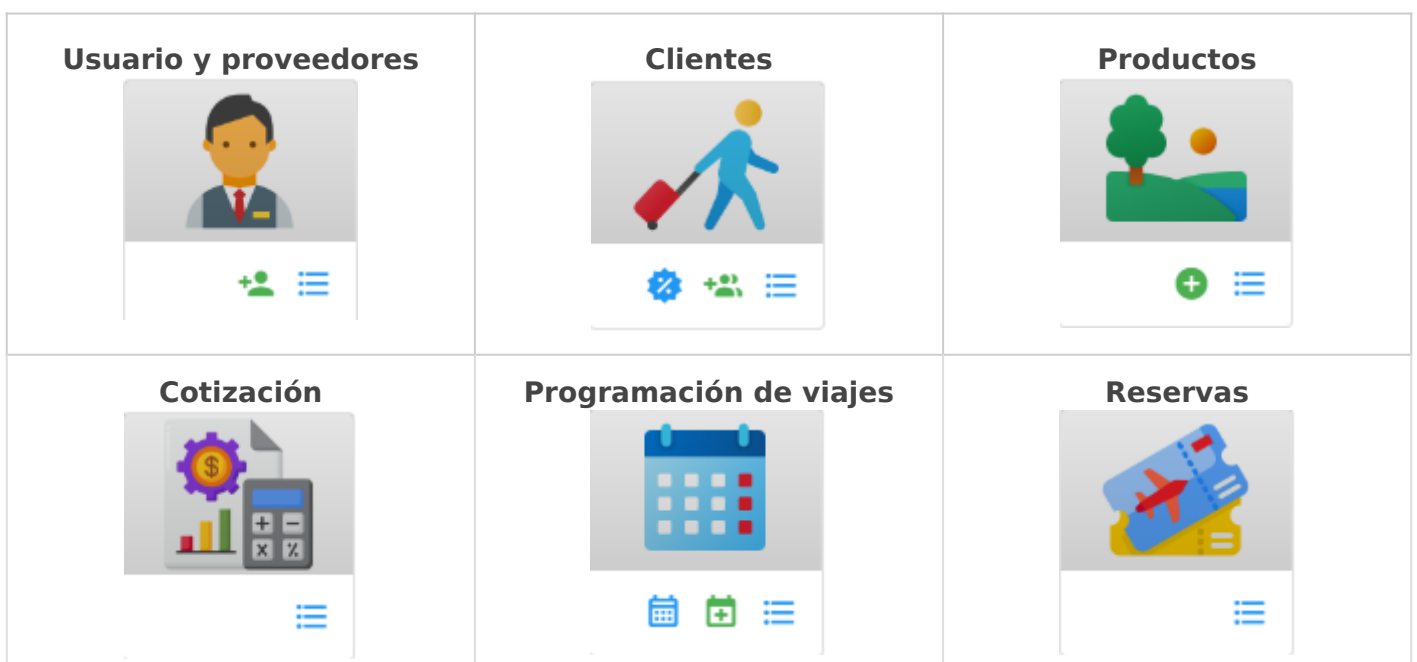 Usuario y proveedores
Clientes
Productos
Cotización
Programación de viajes
Reservas